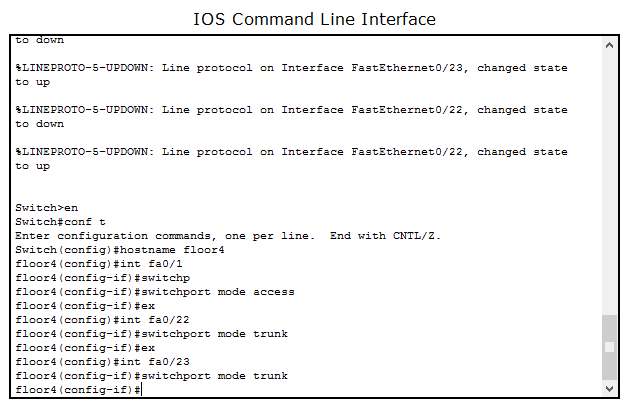 IOS Command Line Interface
to down
%LINEPROTO-5-UPDOWN: Line protocol on Interface FastEthernet0/23, changed state
to up
%LINEPROTO-5-UPDOWN: Line protocol on Interface FastEthernet0/22, changed state
to down
%LINEPROTO-5-UPDOWN: Line protocol on Interface FastEthernet0/22, changed state
to up
Switch>en
Switch#conf t
Enter configuration commands, one per line.  End with CNTL/Z.
Switch(config)#hostname floor4
floor4(config)#int fa0/1
floor4(config-if)#switchp
floor4(config-if)#switchport mode access
floor4(config-if)#ex
floor4(config)#int fa0/22
floor4(config-if)#switchport mode trunk
floor4(config-if)#ex
floor4(config)#int fa0/23
floor4(config-if)#switchport mode trunk
floor4(config-if)#